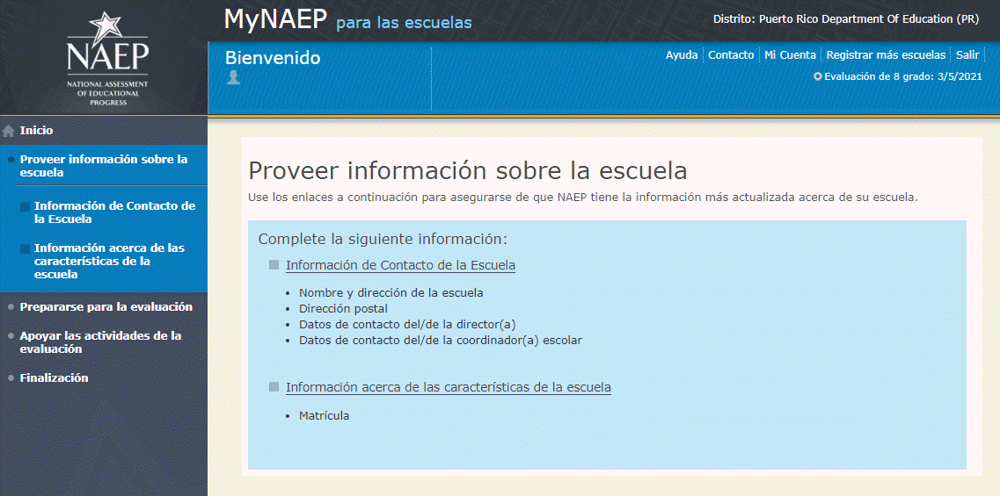 NAEP
NATIONAL ASSESSMENT
OF EDUCATIONAL
PROGRESS
MyNAEP para las escuelas
Distrito: Puerto Rico Department Of Education (PR)
Bienvenido
Ayuda Contacto Mi Cuenta Registrar más escuelas Salir
Evaluación de 8 grado: 3/5/2021
Inicio
Proveer información sobre la
escuela
Información de Contacto de
la Escuela
Información acerca de las
características de la
escuela
Prepararse para la evaluación
Apoyar las actividades de la
evaluación
Finalización
Proveer información sobre la escuela
Use los enlaces a continuación para asegurarse de que NAEP tiene la información más actualizada acerca de su escuela.
Complete la siguiente información:
Información de Contacto de la Escuela
• Nombre y dirección de la escuela
• Dirección postal
• Datos de contacto del/de la director(a)
• Datos de contacto del/de la coordinador(a) escolar
Información acerca de las características de la escuela
• Matrícula